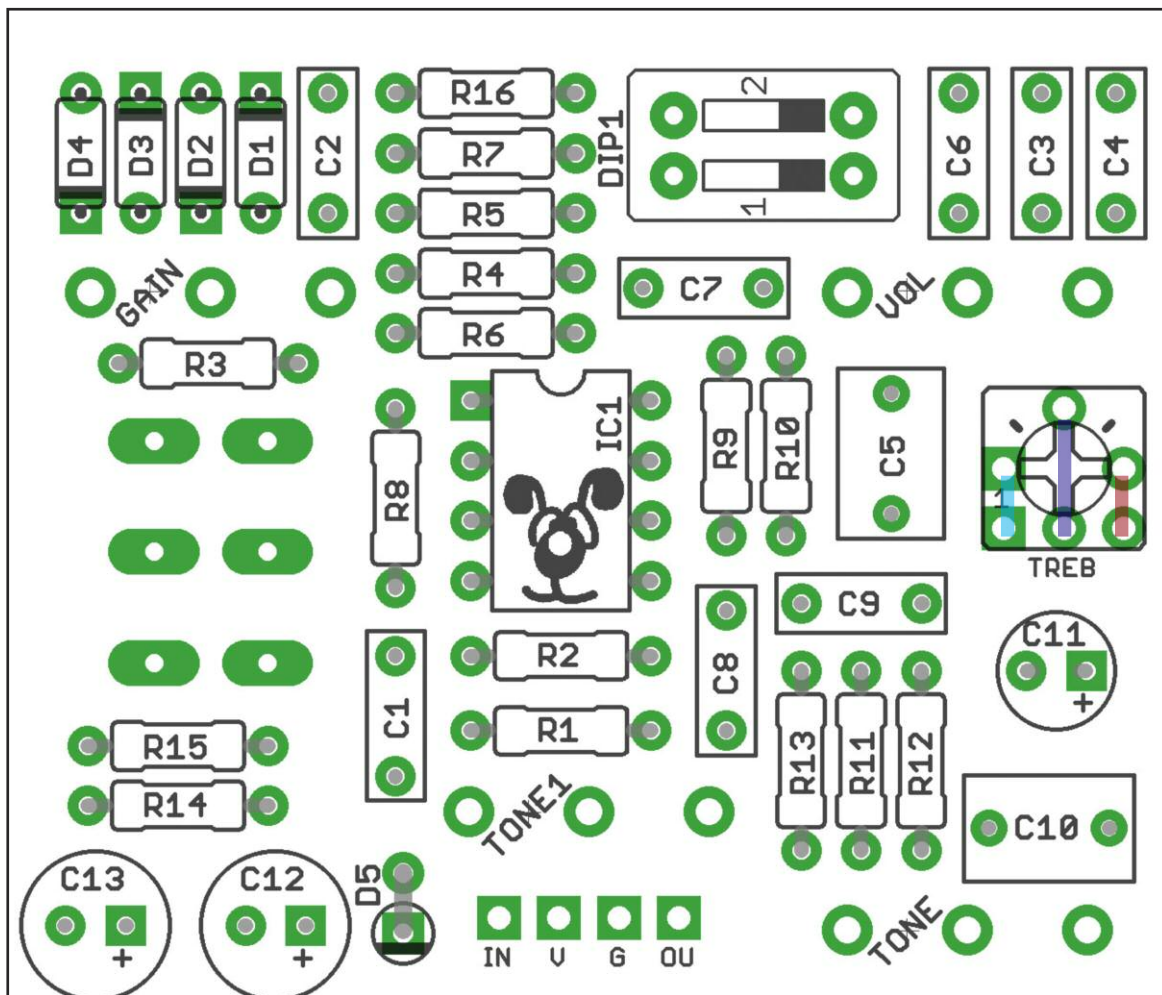 D4
D3
D2
D1
C2
R16
R7
R5
R4
R6
DIP1
2
1
C6
C3
C4
GAIN
C7
VOL
R3
IC1
R8
R9
R10
C5
1
TREB
C9
C11
+
R2
R1
C1
C8
R13
R11
R12
R15
R14
TONE1
C10
C13
+
C12
+
D5
IN
V
G
OU
TONE